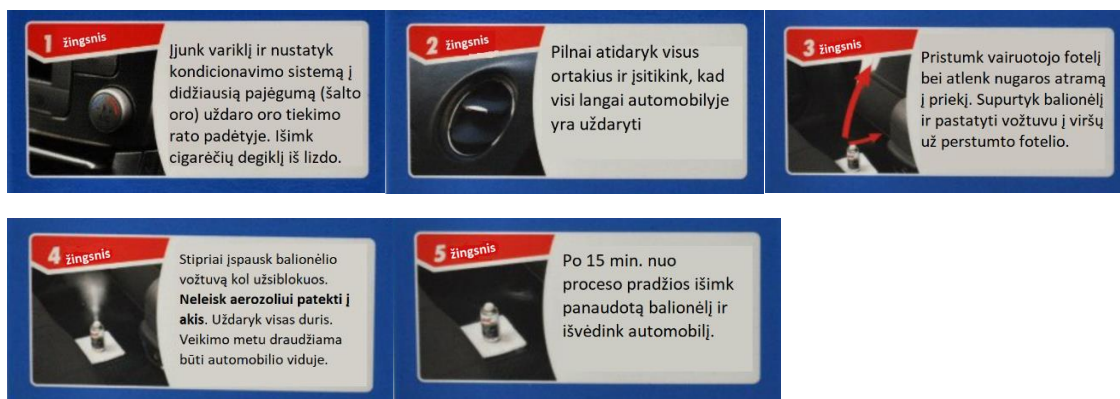 1 žingsnis
Įjunk variklį ir nustatyk
kondicionavimo sistemą į
didžiausią pajėgumą (šalto
oro) uždaro oro tiekimo
rato padėtyje. Išimk
cigarėčių degiklį iš lizdo.
2 žingsnis
Pilnai atidaryk visus
ortakius ir įsitikink, kad
visi langai automobilyje
yra uždaryti
3 žingsnis
Pristumk vairuotojo fotelį
bei atlenk nugaros atramą
į priekį. Supurtyk balionėlį
ir pastatyti vožtuvu į viršų
už perstumto fotelio.
4 žingsnis
Stipriai įspausk balionėlio
vožtuvą kol užsiblokuos.
Neleisk aerozoliui patekti į
akis. Uždaryk visas duris.
Veikimo metu draudžiama
būti automobilio viduje.
5 žingsnis
Po 15 min. nuo
proceso pradžios išimk
panaudotą balionėlį ir
išvėdink automobilį.